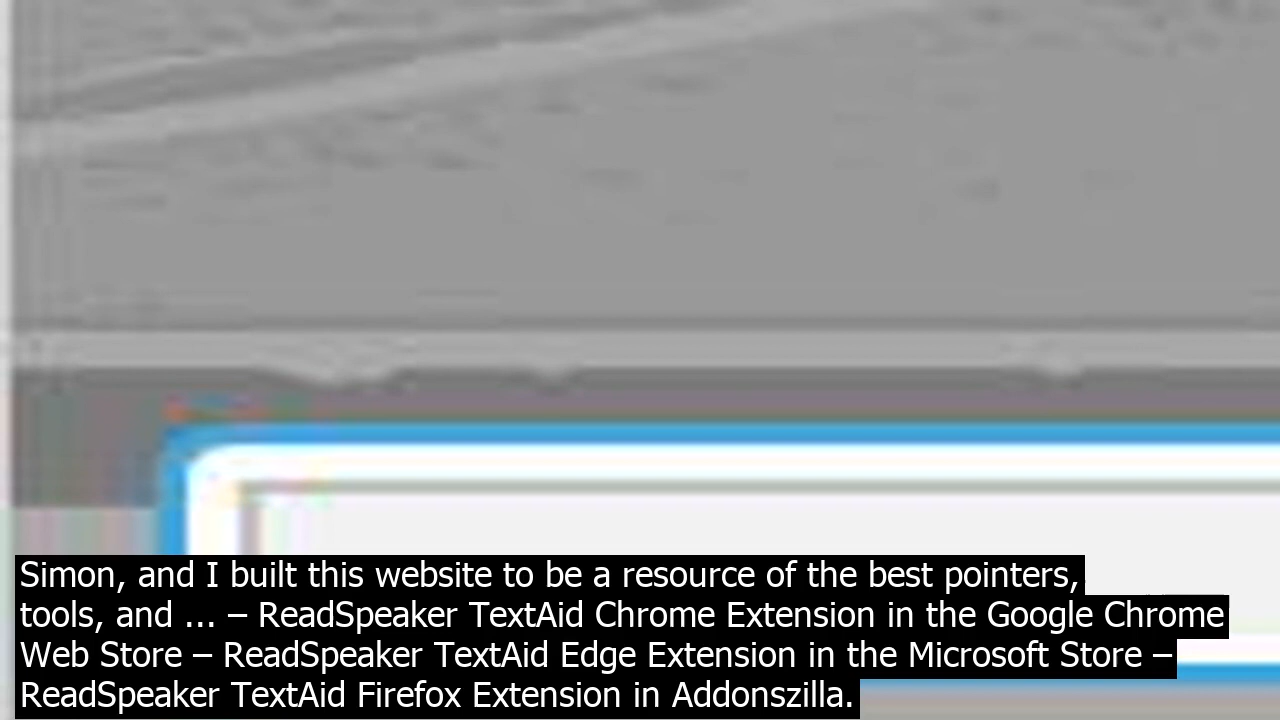 Simon, and I built this website to be a resource of the best pointers,
tools, and ... – ReadSpeaker TextAid Chrome Extension in the Google Chrome
Web Store – ReadSpeaker TextAid Edge Extension in the Microsoft Store –
ReadSpeaker TextAid Firefox Extension in Addonszilla.